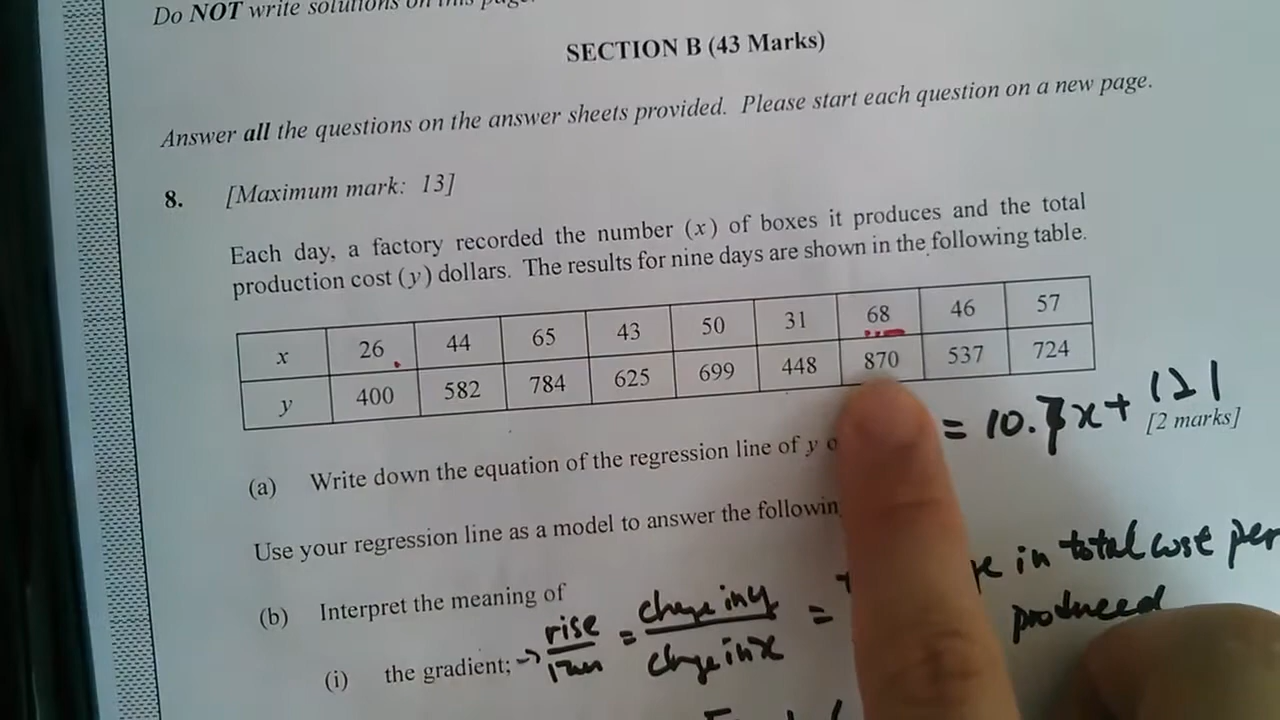 Do NOT write solutions on this page.
SECTION B (43 Marks)
Answer all the questions on the answer sheets provided. Please start each question on a new page.
8. [Maximum mark: 13]
Each day, a factory recorded the number (x) of boxes it produces and the total
production cost (y) dollars. The results for nine days are shown in the following table.
x 26 44 65 43 50 31 68 46 57
y 400 582 784 625 699 448 870 537 724
= 10.7x + 121
[2 marks]
(a) Write down the equation of the regression line of y
Use your regression line as a model to answer the
(b) Interpret the meaning of
in total cost per
produced
(i) the gradient; → rise/run = change in y/change in x =